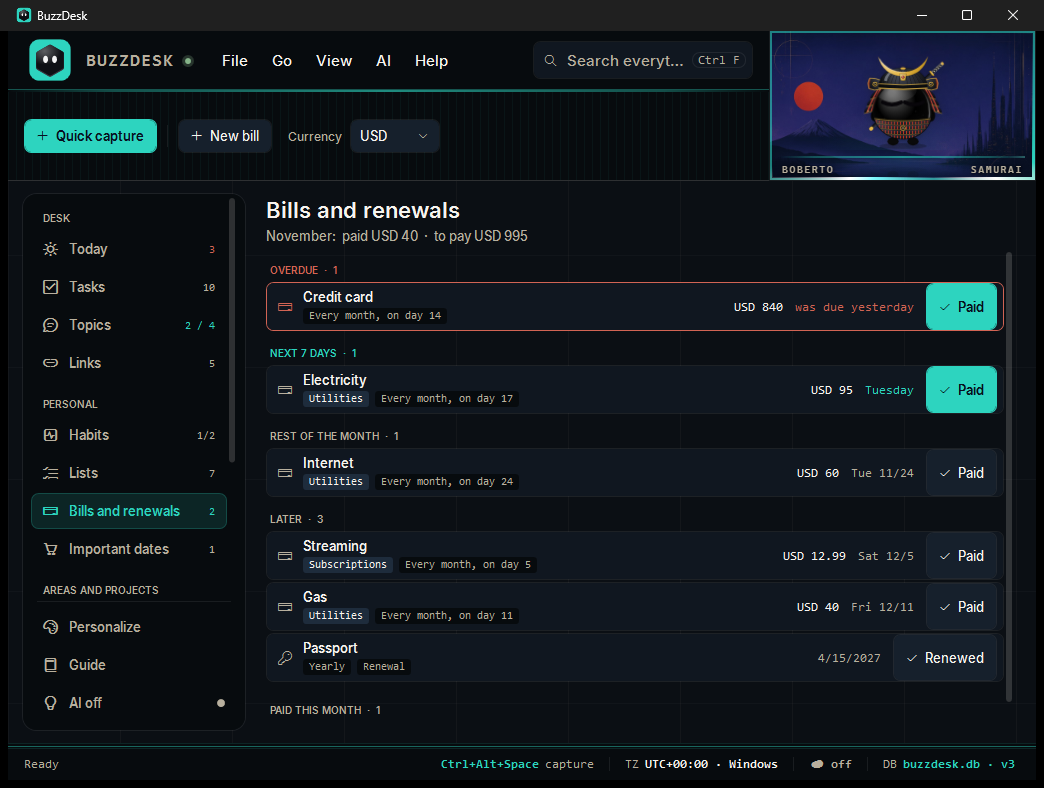 BuzzDesk
BUZZDESK File Go View AI Help Search everyt... Ctrl F
+ Quick capture + New bill Currency USD
BOBERTO SAMURAI
DESK
Today 3
Tasks 10
Topics 2 / 4
Links 5
PERSONAL
Habits 1/2
Lists 7
Bills and renewals 2
Important dates 1
AREAS AND PROJECTS
Personalize
Guide
AI off
Bills and renewals
November: paid USD 40 · to pay USD 995
OVERDUE · 1
Credit card
Every month, on day 14
USD 840 was due yesterday Paid
NEXT 7 DAYS · 1
Electricity
Utilities Every month, on day 17
USD 95 Tuesday Paid
REST OF THE MONTH · 1
Internet
Utilities Every month, on day 24
USD 60 Tue 11/24 Paid
LATER · 3
Streaming
Subscriptions Every month, on day 5
USD 12.99 Sat 12/5 Paid
Gas
Utilities Every month, on day 11
USD 40 Fri 12/11 Paid
Passport
Yearly Renewal
4/15/2027 Renewed
PAID THIS MONTH · 1
Ready Ctrl+Alt+Space capture TZ UTC+00:00 · Windows off DB buzzdesk.db · v3